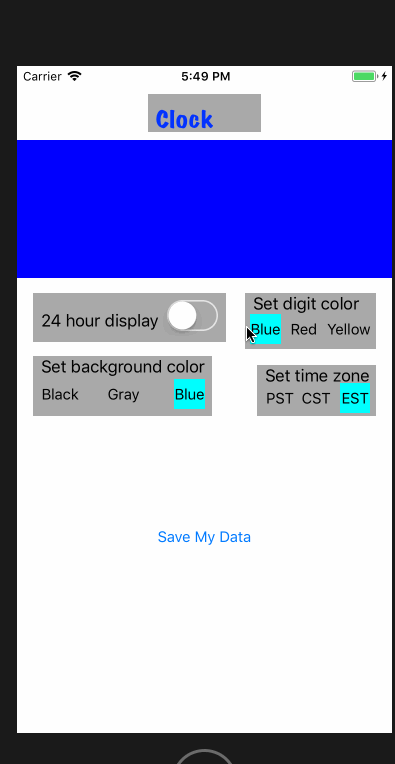 Carrier 5:49 PM
Clock
24 hour display
Set digit color
Blue Red Yellow
Set background color
Black Gray Blue
Set time zone
PST CST EST
Save My Data